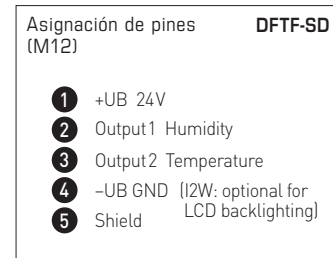 Asignación de pines DFTF-SD
(M12)
1 +UB 24V
2 Output1 Humidity
3 Output2 Temperature
4 –UB GND (I2W: optional for
LCD backlighting)
5 Shield